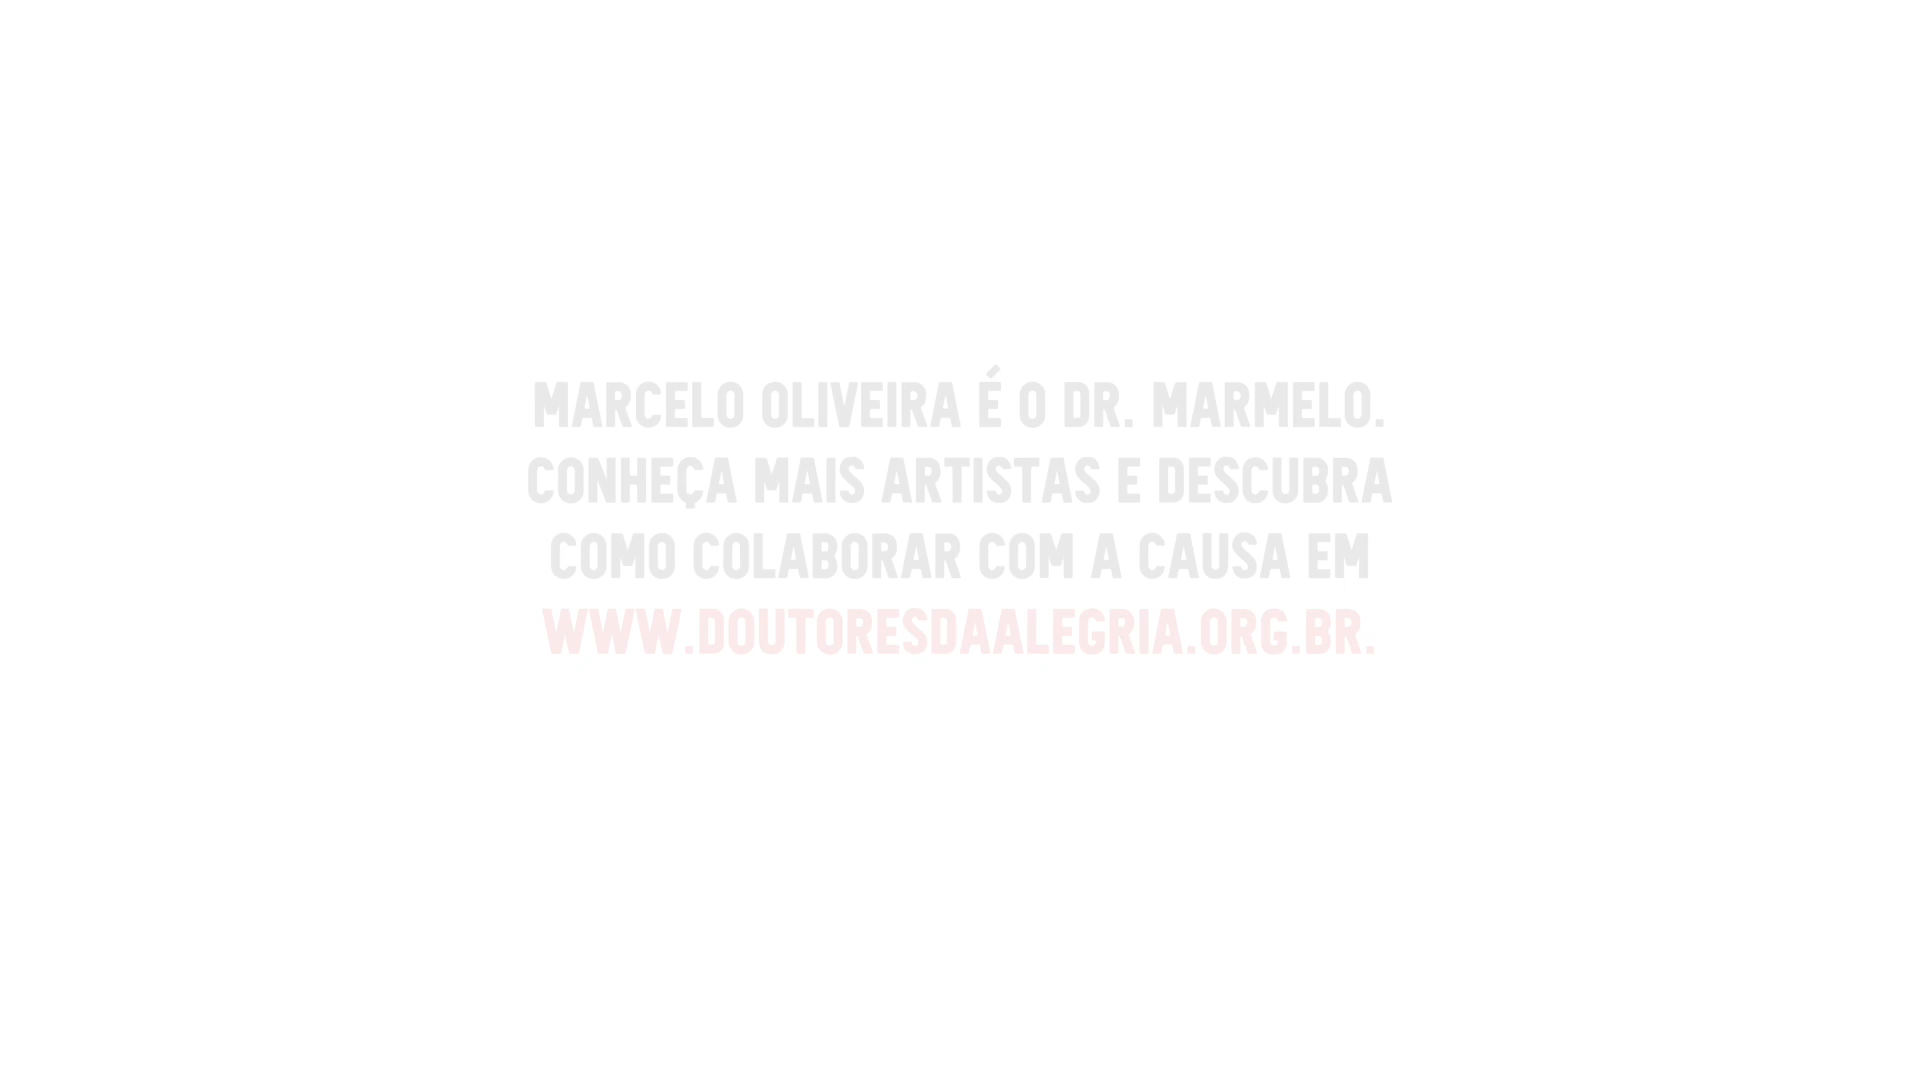 MARCELO OLIVEIRA É O DR. MARMELO.
CONHEÇA MAIS ARTISTAS E DESCUBRA
COMO COLABORAR COM A CAUSA EM
WWW.DOUTORESDAALEGRIA.ORG.BR.